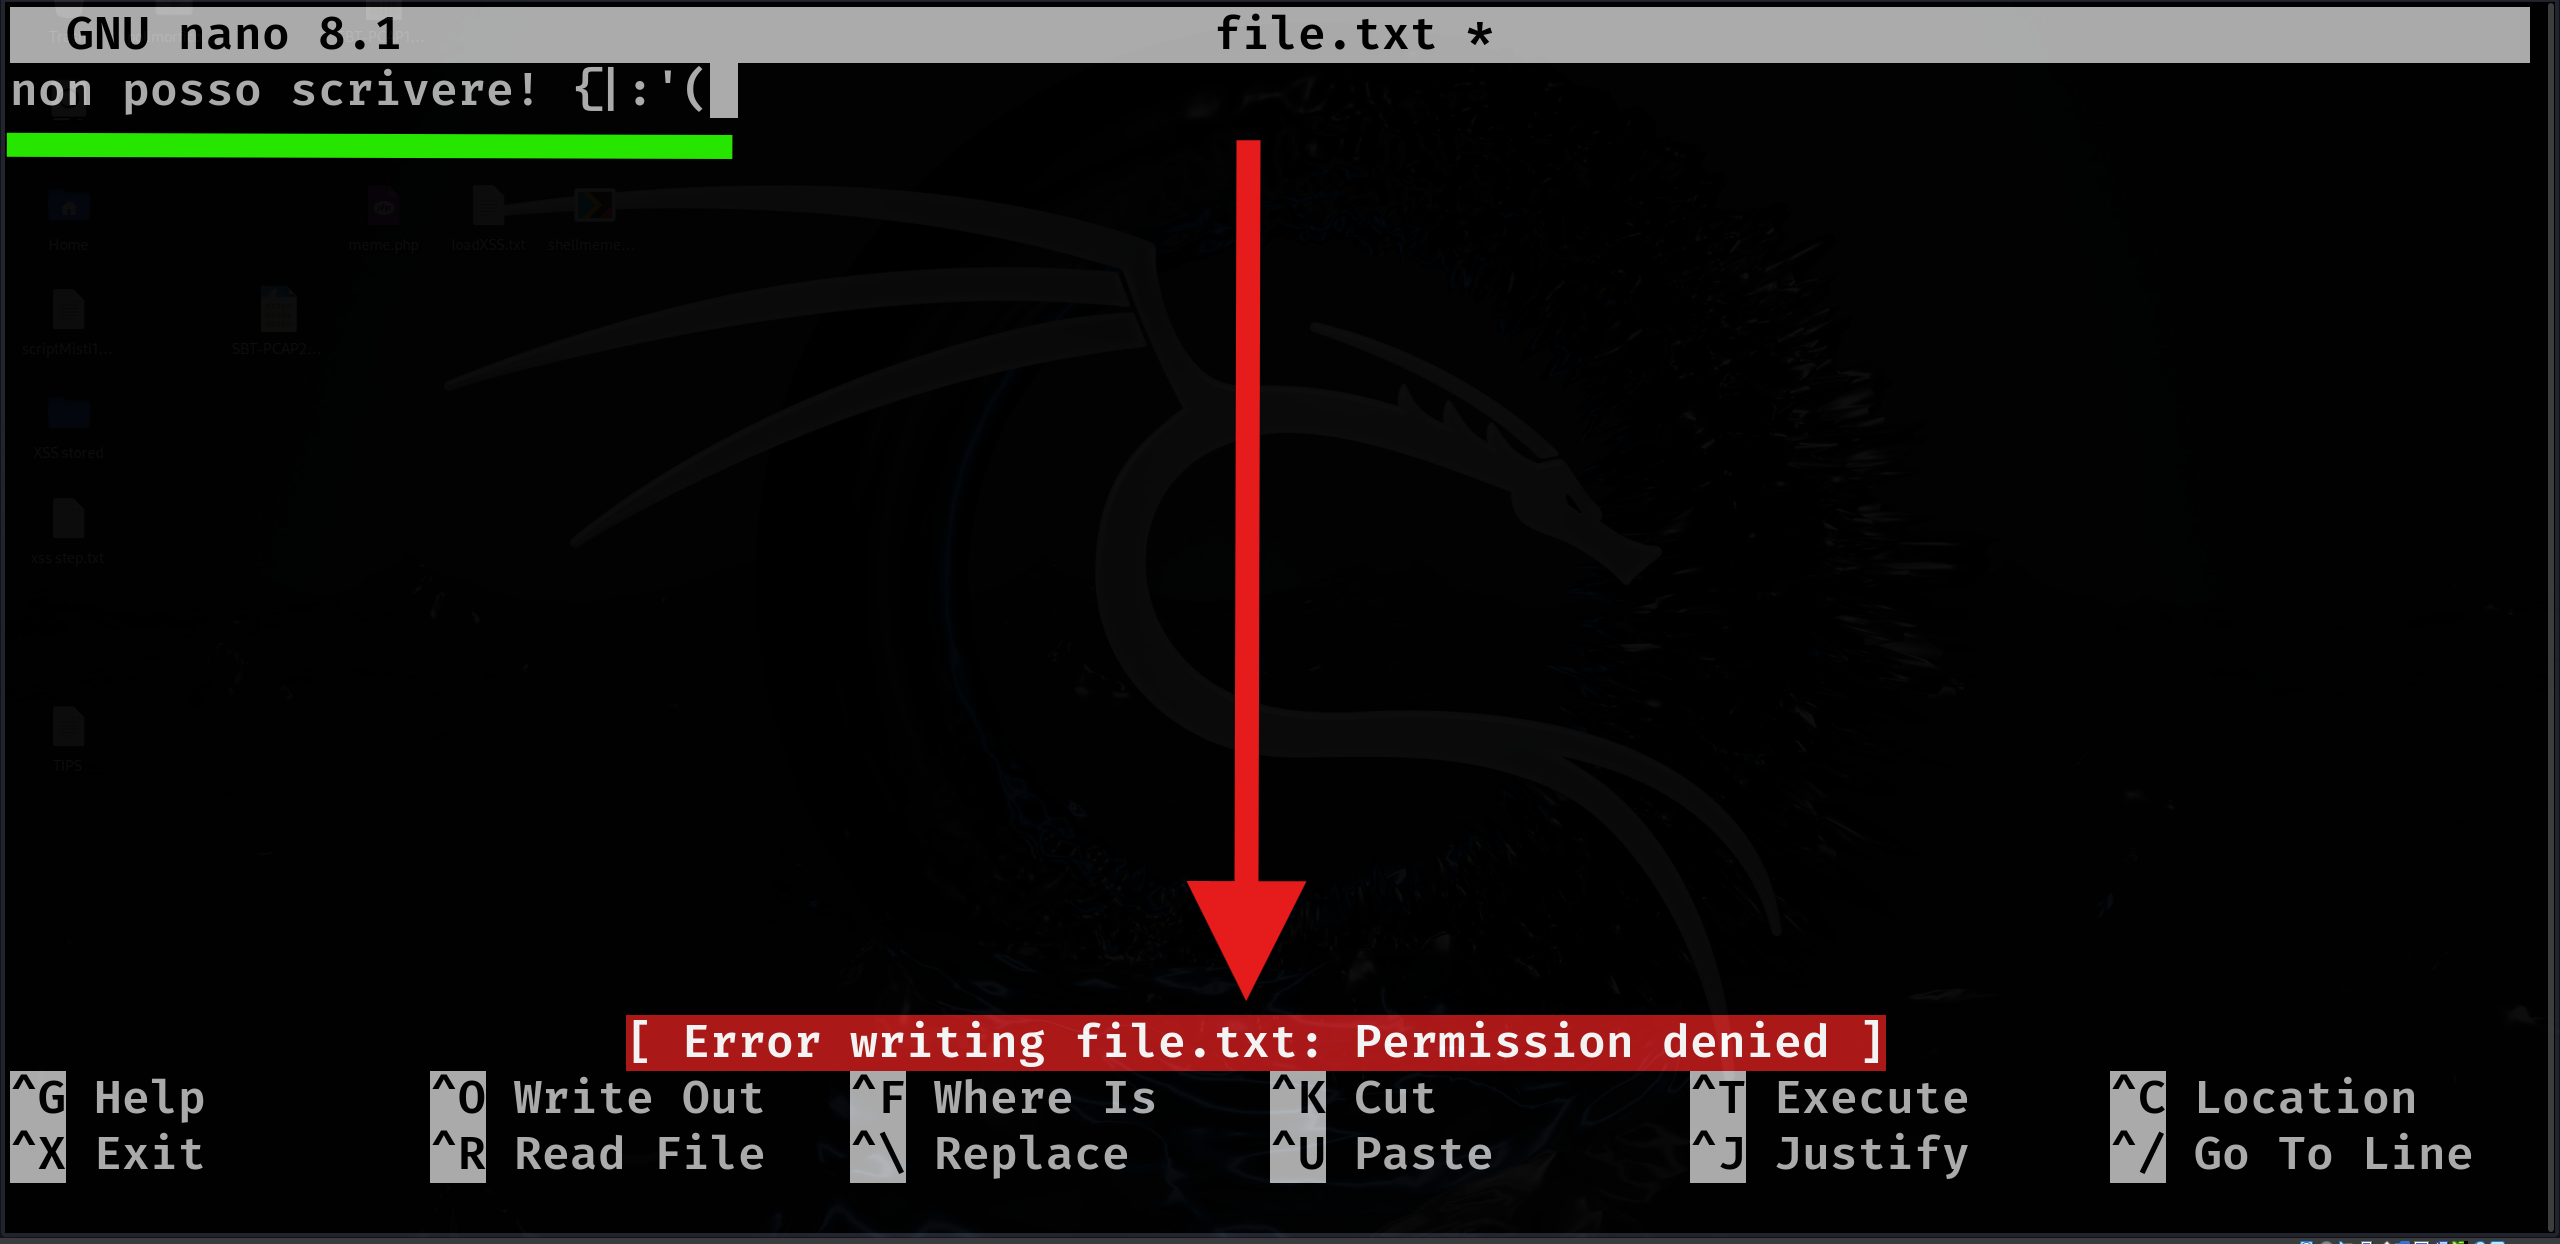 GNU nano 8.1 file.txt *
non posso scrivere! {|:'(
Home
meme.php
loadXSS.txt
shellmeme...
scriptMisti1...
SBT-PCAP2...
XSS stored
xss step.txt
TIPS
[ Error writing file.txt: Permission denied ]
^G Help ^O Write Out ^F Where Is ^K Cut ^T Execute ^C Location
^X Exit ^R Read File ^\ Replace ^U Paste ^J Justify ^/ Go To Line